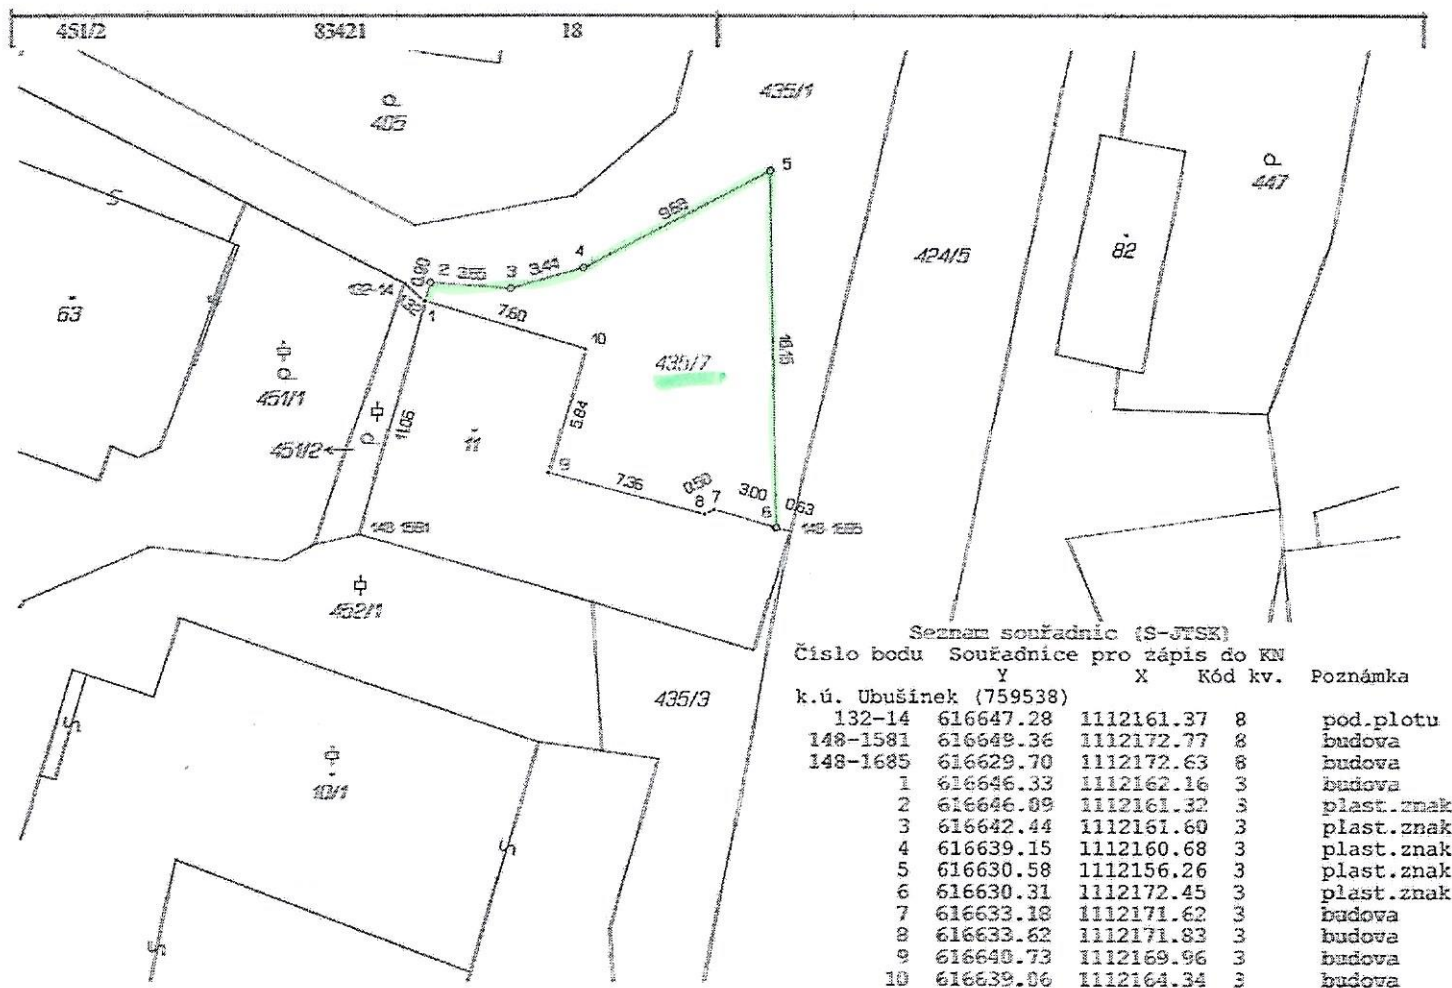 451/2 83421 18
435/1
405
5
447
9.69
4
424/5
82
0.90 2 3.65 3 3.44
132-14
1.22 1
7.60
63
10
435/7
16.19
451/1
5.84
11.06
11
451/2
9
7.36
0.50
8 7
3.00
6
0.63
148-1581
148-1685
452/1
435/3
10/1
Seznam souřadnic (S-JTSK)
Číslo bodu Souřadnice pro zápis do KN
Y X Kód kv. Poznámka
k.ú. Ubušínek (759538)
132-14 616647.28 1112161.37 8 pod.plotu
148-1581 616649.36 1112172.77 8 budova
148-1685 616629.70 1112172.63 8 budova
1 616646.33 1112162.16 3 budova
2 616646.09 1112161.32 3 plast.znak
3 616642.44 1112161.60 3 plast.znak
4 616639.15 1112160.68 3 plast.znak
5 616630.58 1112156.26 3 plast.znak
6 616630.31 1112172.45 3 plast.znak
7 616633.18 1112171.62 3 budova
8 616633.62 1112171.83 3 budova
9 616640.73 1112169.96 3 budova
10 616639.06 1112164.34 3 budova